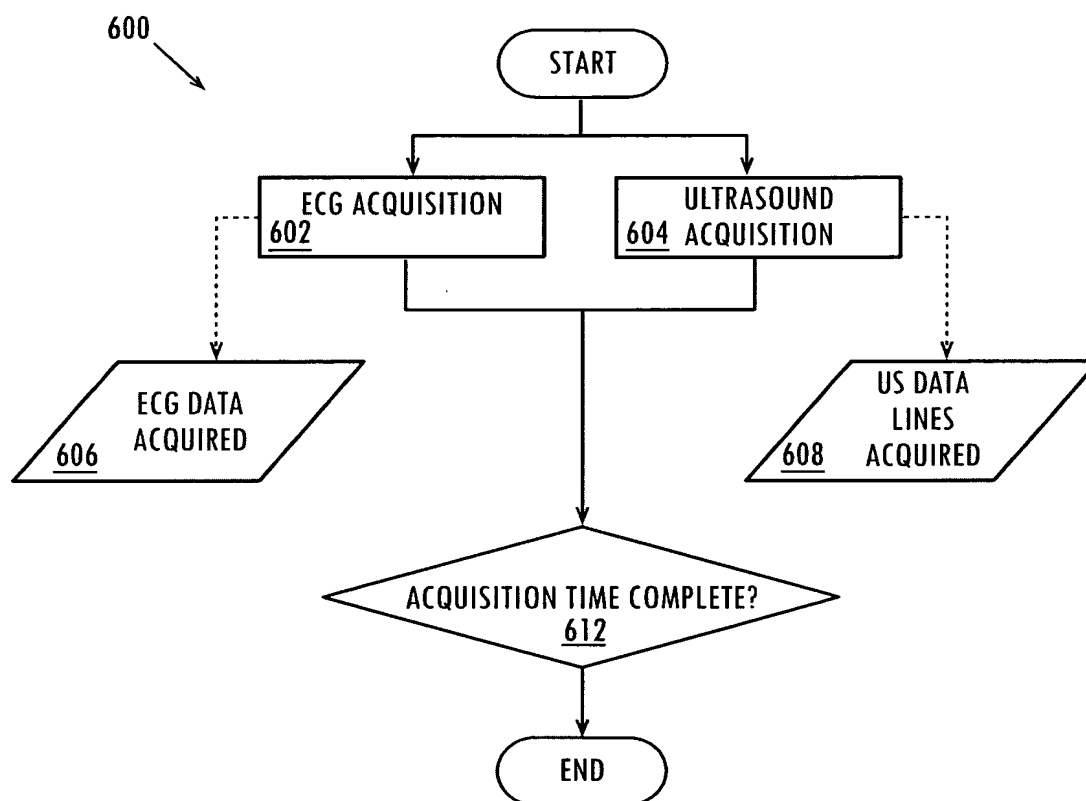 600
START
ECG ACQUISITION
602
ULTRASOUND
604 ACQUISITION
ECG DATA
ACQUIRED
606
US DATA
LINES
608 ACQUIRED
ACQUISITION TIME COMPLETE?
612
END